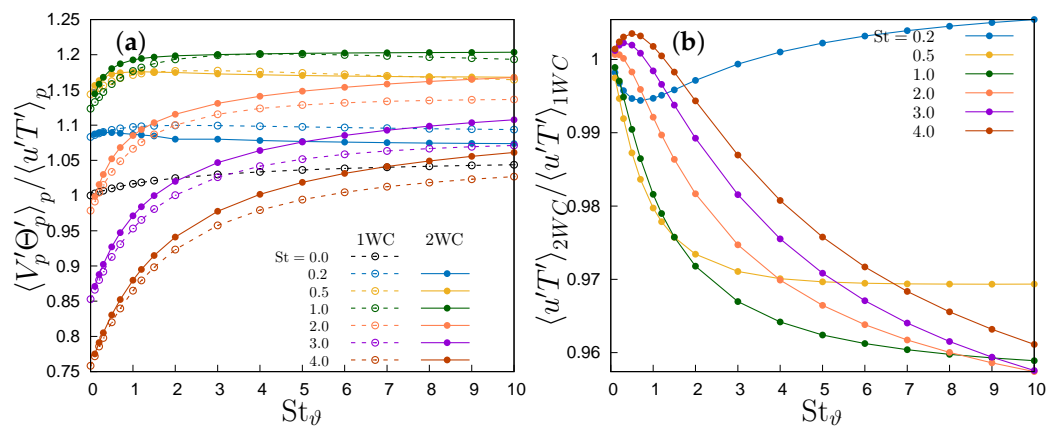 (a)
⟨V′pΘ′p⟩p/⟨u′T′⟩p
1.25
1.2
1.15
1.1
1.05
1
0.95
0.9
0.85
0.8
0.75
0 1 2 3 4 5 6 7 8 9 10
Stϑ
1WC 2WC
St = 0.0
0.2
0.5
1.0
2.0
3.0
4.0
(b)
⟨u′T′⟩2WC/⟨u′T′⟩1WC
1
0.99
0.98
0.97
0.96
0 1 2 3 4 5 6 7 8 9 10
Stϑ
St = 0.2
0.5
1.0
2.0
3.0
4.0